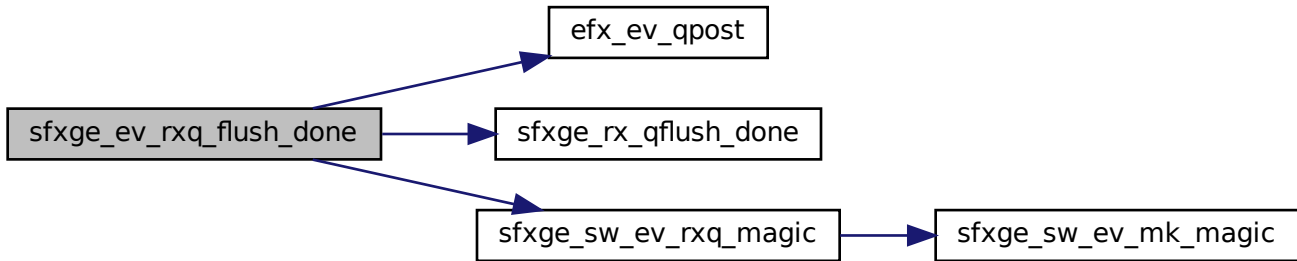 efx_ev_qpost
sfxge_ev_rxq_flush_done
sfxge_rx_qflush_done
sfxge_sw_ev_rxq_magic
sfxge_sw_ev_mk_magic